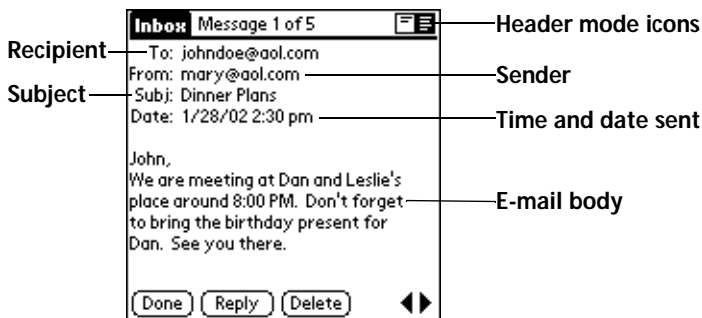 Inbox Message 1 of 5
Header mode icons
Recipient
To: johndoe@aol.com
From: mary@aol.com
Sender
Subject
Subj: Dinner Plans
Date: 1/28/02 2:30 pm
Time and date sent
John,
We are meeting at Dan and Leslie's
place around 8:00 PM. Don't forget
E-mail body
to bring the birthday present for
Dan. See you there.
Done Reply Delete